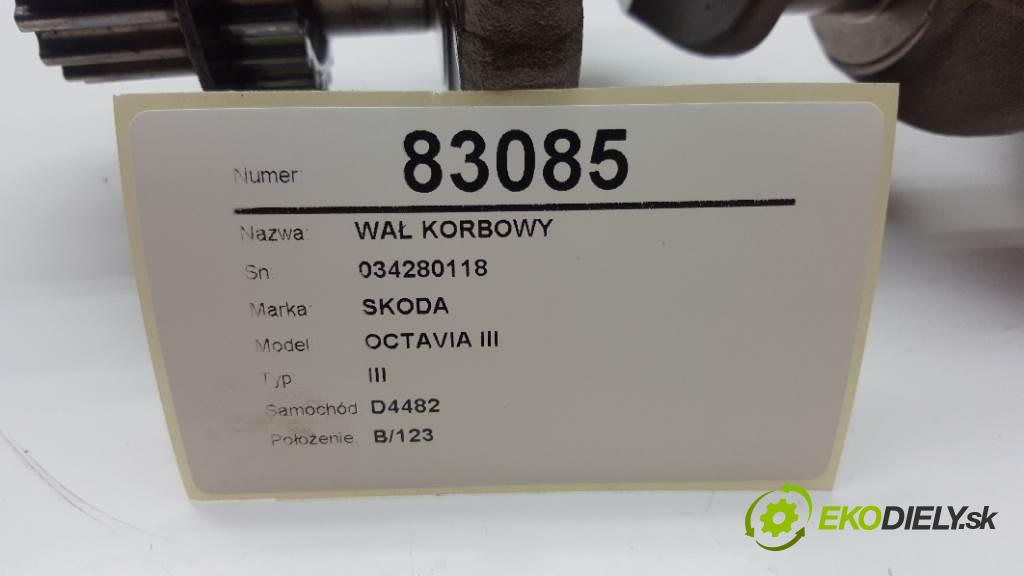 Numer: 83085
Nazwa: WAŁ KORBOWY
Sn: 034280118
Marka: SKODA
Model: OCTAVIA III
Typ: III
Samochód D4482
Położenie: B/123
EKODIELY.sk